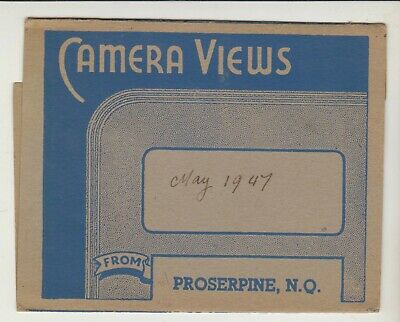 CAMERA VIEWS
May 1947
FROM
PROSERPINE, N.Q.